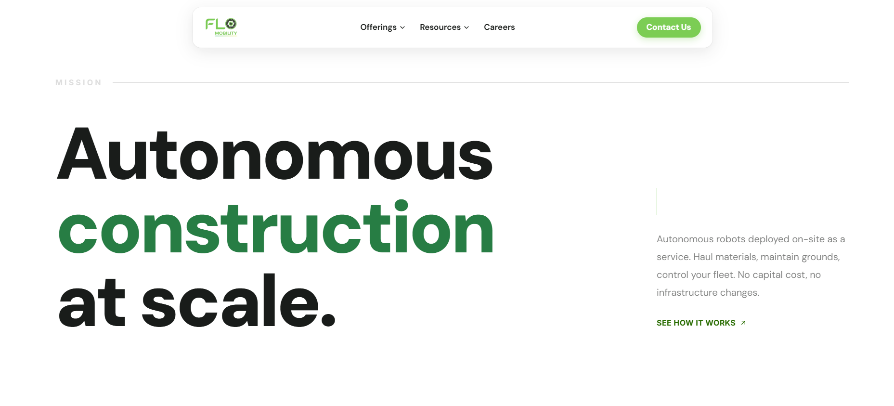 FLO
MOBILITY
Offerings
Resources
Careers
Contact Us
MISSION
Autonomous
construction
at scale.
Autonomous robots deployed on-site as a
service. Haul materials, maintain grounds,
control your fleet. No capital cost, no
infrastructure changes.
SEE HOW IT WORKS ↗